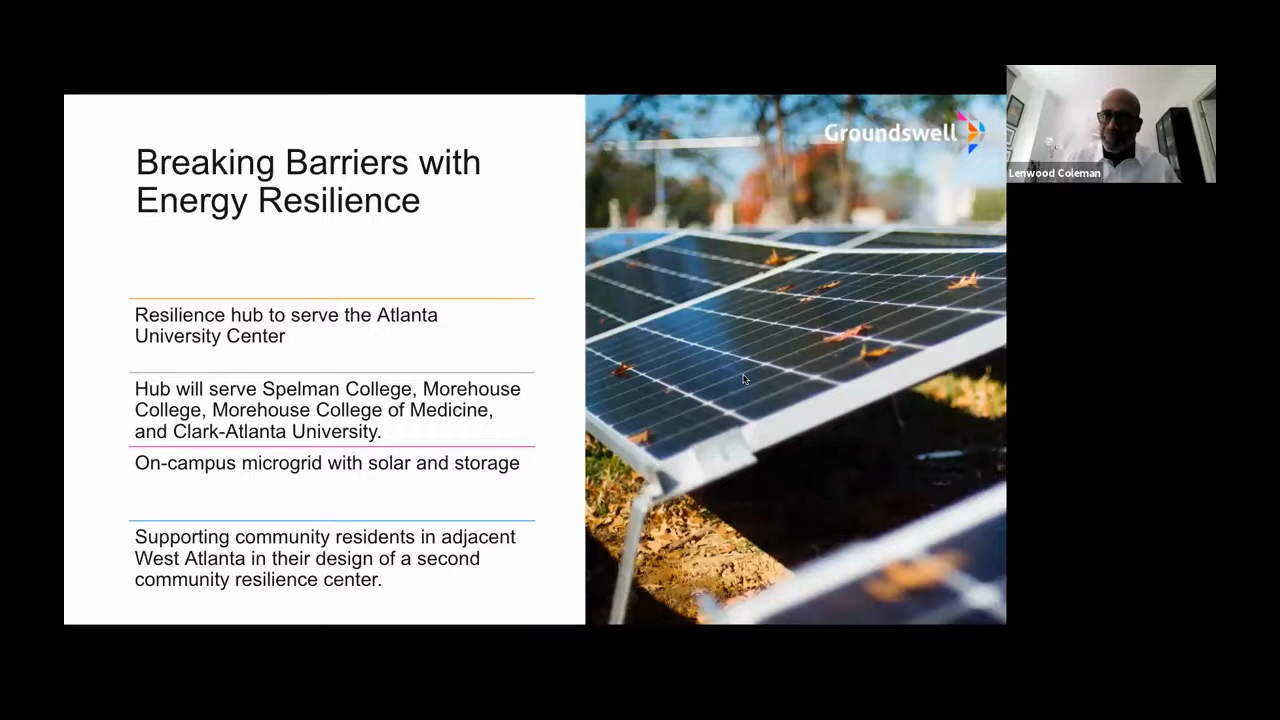 Breaking Barriers with
Energy Resilience
Resilience hub to serve the Atlanta
University Center
Hub will serve Spelman College, Morehouse
College, Morehouse College of Medicine,
and Clark-Atlanta University.
On-campus microgrid with solar and storage
Supporting community residents in adjacent
West Atlanta in their design of a second
community resilience center.
Groundswell
Lenwood Coleman